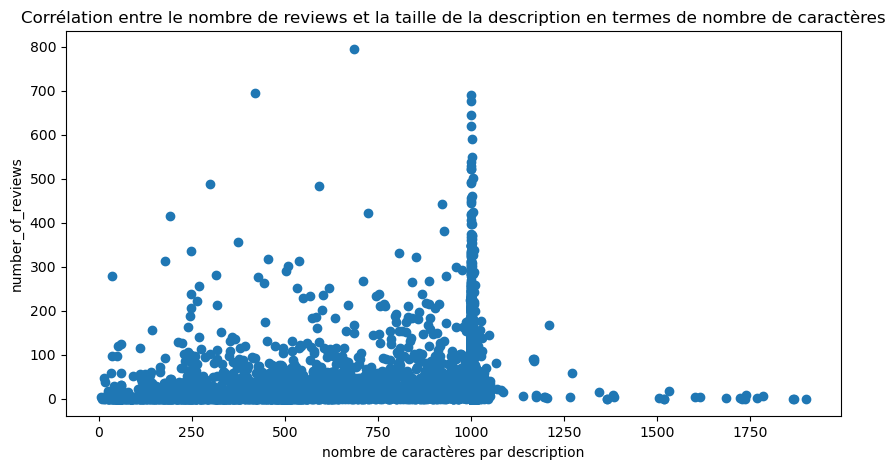 Corrélation entre le nombre de reviews et la taille de la description en termes de nombre de caractères
800
700
600
500
400
300
200
100
0
number_of_reviews
0 250 500 750 1000 1250 1500 1750
nombre de caractères par description